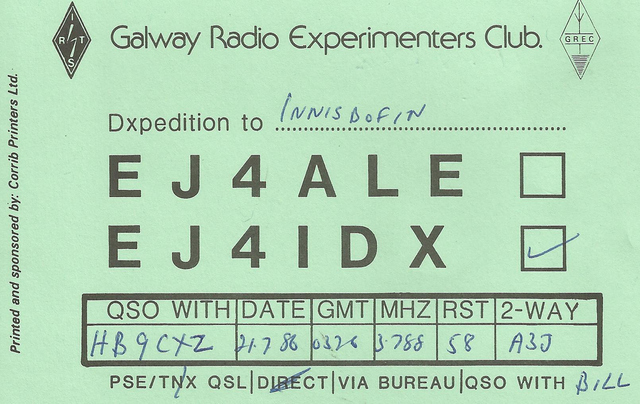 I R T S
Galway Radio Experimenters Club.
GREC
Dxpedition to INNISBOFIN
EJ4ALE
EJ4IDX
QSO WITH DATE GMT MHZ RST 2-WAY
HB9CXZ 21.7.86 0326 3.788 58 A3J
PSE/TNX QSL DIRECT VIA BUREAU QSO WITH BILL
Printed and sponsored by: Corrib Printers Ltd.